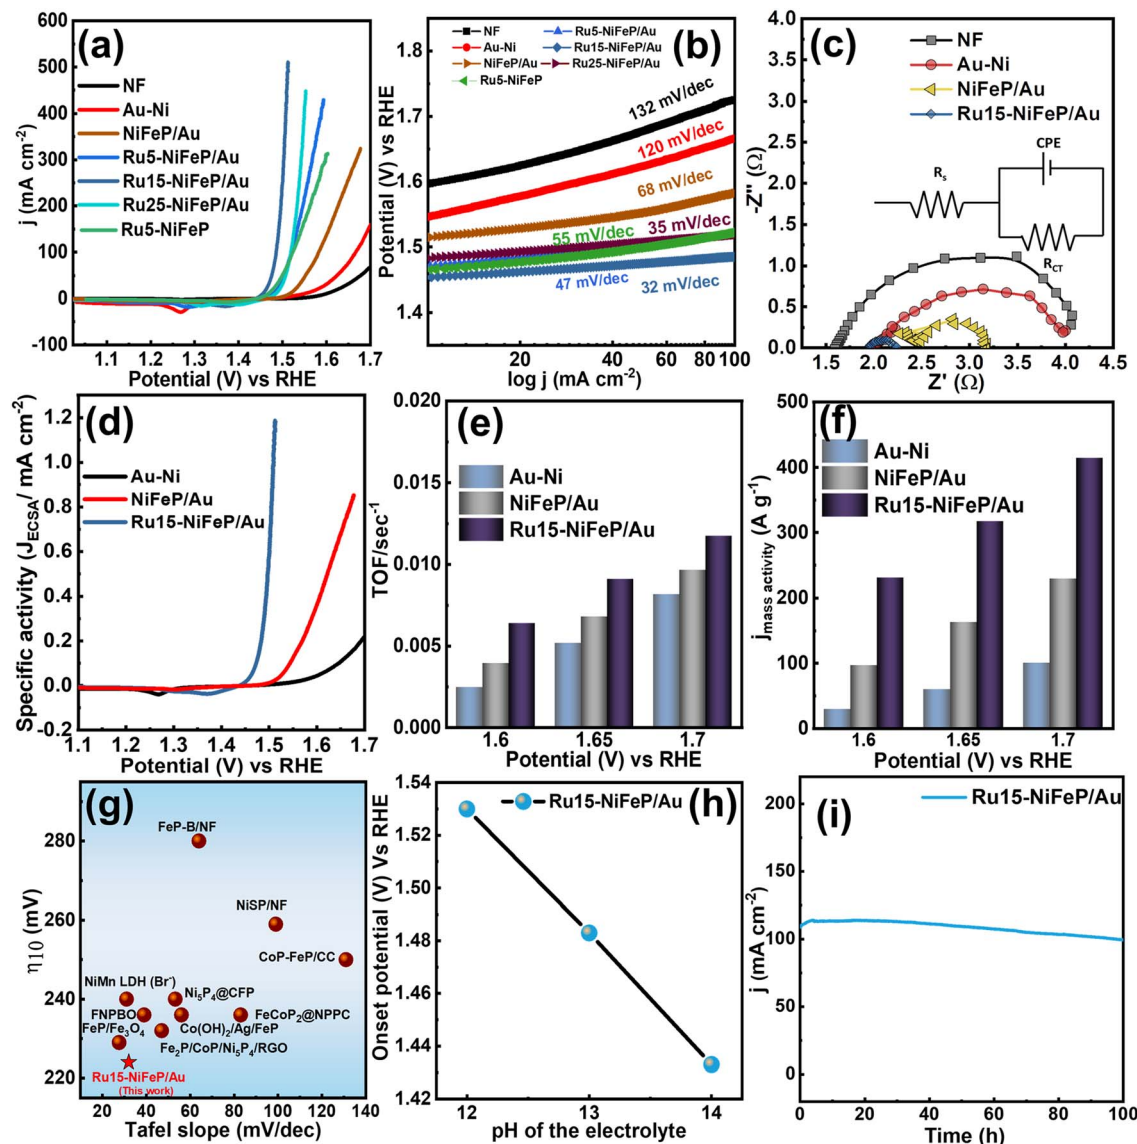 (a)
j (mA cm⁻²)
600
500
400
300
200
100
0
-100
NF
Au-Ni
NiFeP/Au
Ru5-NiFeP/Au
Ru15-NiFeP/Au
Ru25-NiFeP/Au
Ru5-NiFeP
1.1 1.2 1.3 1.4 1.5 1.6 1.7
Potential (V) vs RHE
(b)
Potential (V) vs RHE
1.8
1.7
1.6
1.5
1.4
NF
Au-Ni
NiFeP/Au
Ru5-NiFeP
Ru5-NiFeP/Au
Ru15-NiFeP/Au
Ru25-NiFeP/Au
132 mV/dec
120 mV/dec
68 mV/dec
55 mV/dec
35 mV/dec
47 mV/dec
32 mV/dec
20 40 60 80 100
log j (mA cm⁻²)
(c)
-Z'' (Ω)
4.0
3.5
3.0
2.5
2.0
1.5
1.0
0.5
0.0
NF
Au-Ni
NiFeP/Au
Ru15-NiFeP/Au
Rs
CPE
RCT
1.5 2.0 2.5 3.0 3.5 4.0 4.5
Z' (Ω)
(d)
Specific activity (JECSA/ mA cm⁻²)
1.2
1.0
0.8
0.6
0.4
0.2
0.0
-0.2
Au-Ni
NiFeP/Au
Ru15-NiFeP/Au
1.1 1.2 1.3 1.4 1.5 1.6 1.7
Potential (V) vs RHE
(e)
TOF/sec⁻¹
0.020
0.015
0.010
0.005
0.000
Au-Ni
NiFeP/Au
Ru15-NiFeP/Au
1.6 1.65 1.7
Potential (V) vs RHE
(f)
jmass activity (A g⁻¹)
500
400
300
200
100
0
Au-Ni
NiFeP/Au
Ru15-NiFeP/Au
1.6 1.65 1.7
Potential (V) vs RHE
(g)
η10 (mV)
280
260
240
220
FeP-B/NF
NiSP/NF
CoP-FeP/CC
NiMn LDH (Br⁻)
Ni₅P₄@CFP
FNPBO
FeCoP₂@NPPC
FeP/Fe₃O₄
Co(OH)₂/Ag/FeP
Fe₂P/CoP/Ni₅P₄/RGO
Ru15-NiFeP/Au
(This work)
20 40 60 80 100 120 140
Tafel slope (mV/dec)
(h)
Onset potential (V) Vs RHE
1.54
1.53
1.52
1.50
1.48
1.46
1.44
1.43
1.42
Ru15-NiFeP/Au
12 13 14
pH of the electrolyte
(i)
j (mA cm⁻²)
200
150
100
50
0
Ru15-NiFeP/Au
0 20 40 60 80 100
Time (h)